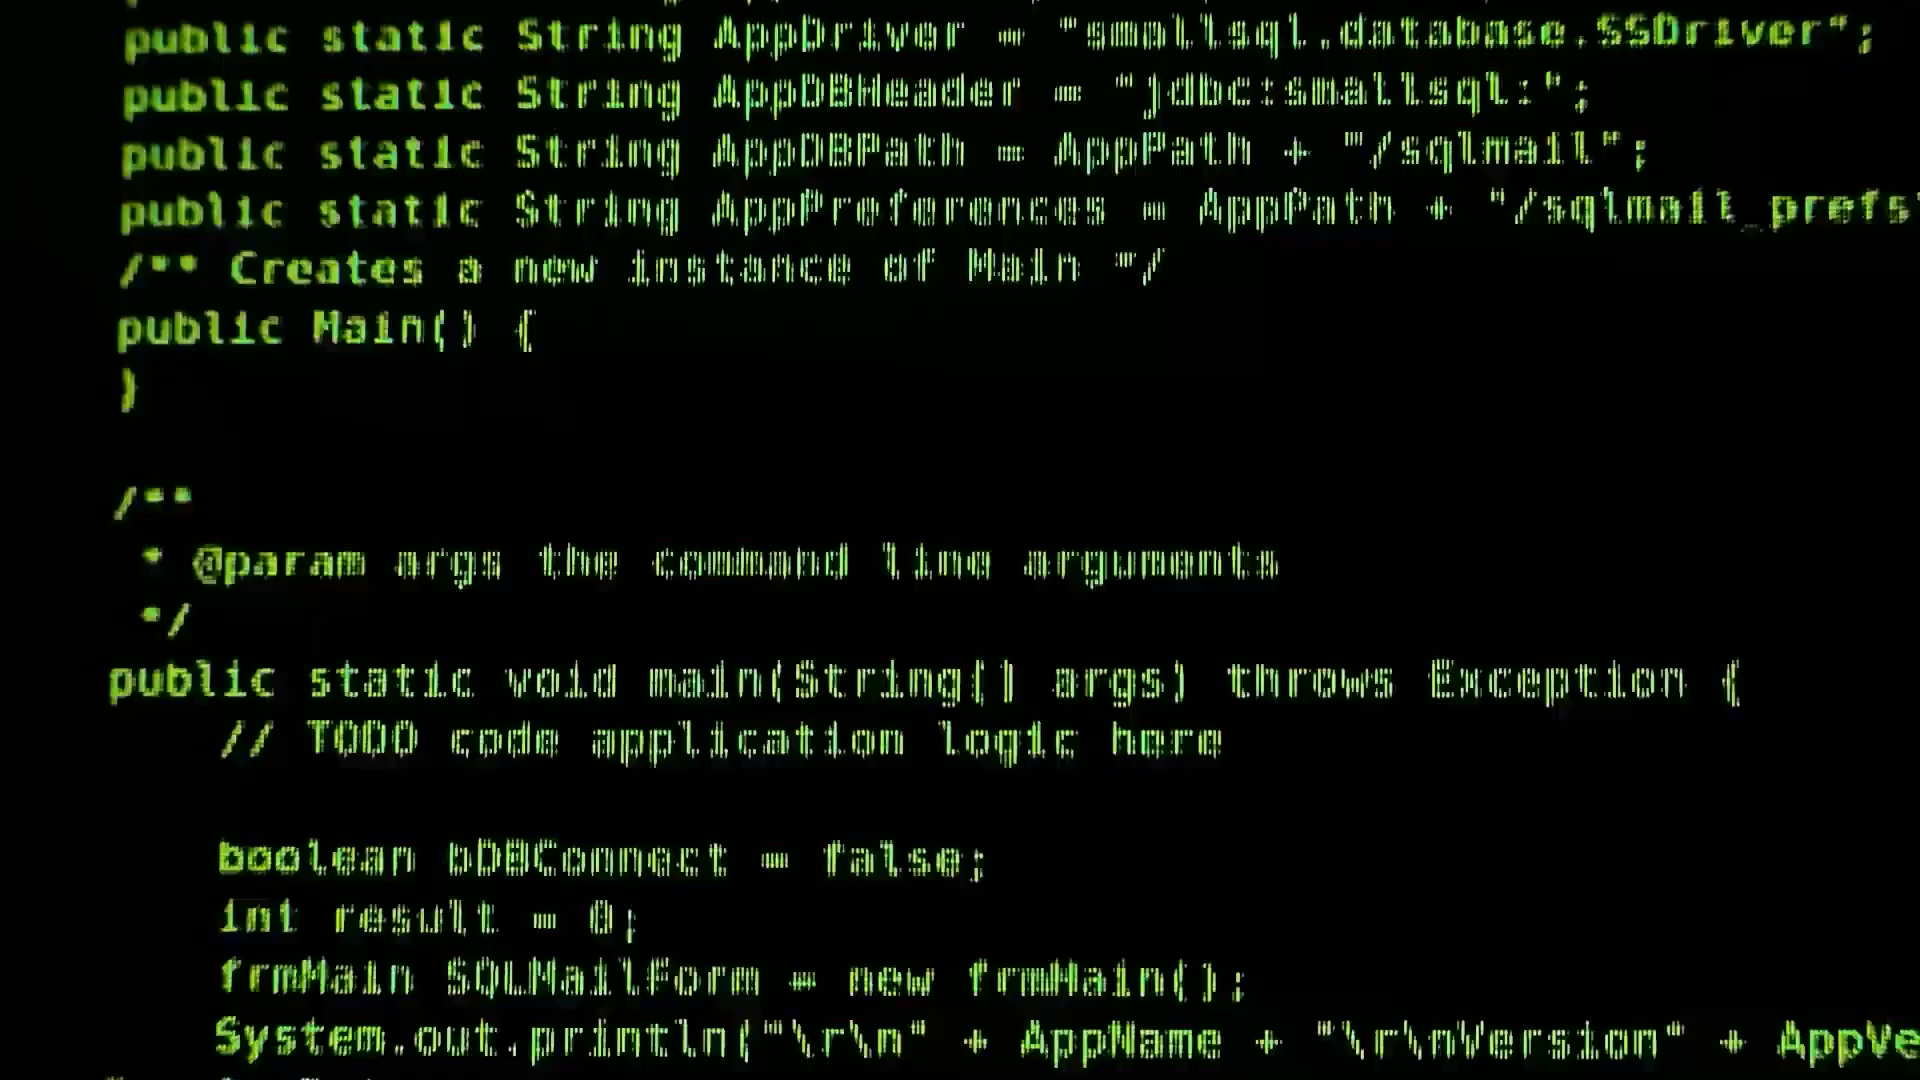 public static String AppDriver = "smallsql.database.SSDriver";
public static String AppDBHeader = "jdbc:smallsql:";
public static String AppDBPath = AppPath + "/sqlmail";
public static String AppPreferences = AppPath + "/sqlmail_prefs"
/** Creates a new instance of Main */
public Main() {
}
/**
* @param args the command line arguments
*/
public static void main(String[] args) throws Exception {
// TODO code application logic here
boolean bDBConnect = false;
int result = 0;
frmMain SQLMailForm = new frmMain();
System.out.println("\r\n" + AppName + "\r\nVersion" + AppVe